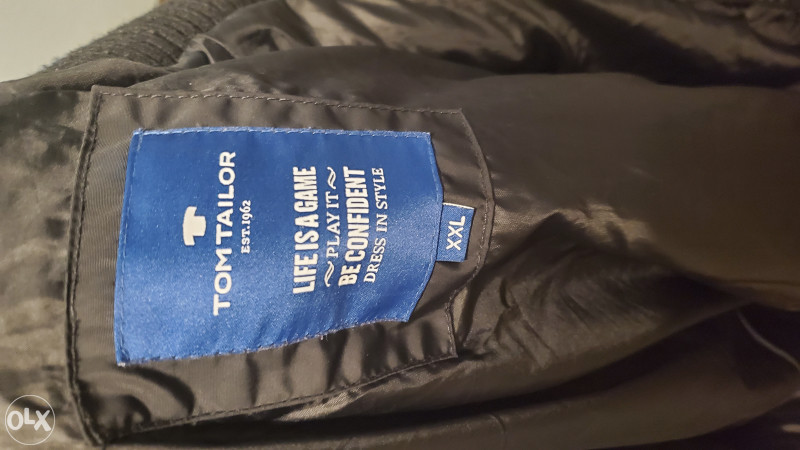 TOM TAILOR
EST.1962
LIFE IS A GAME
~PLAY IT~
BE CONFIDENT
DRESS IN STYLE
XXL
OLX